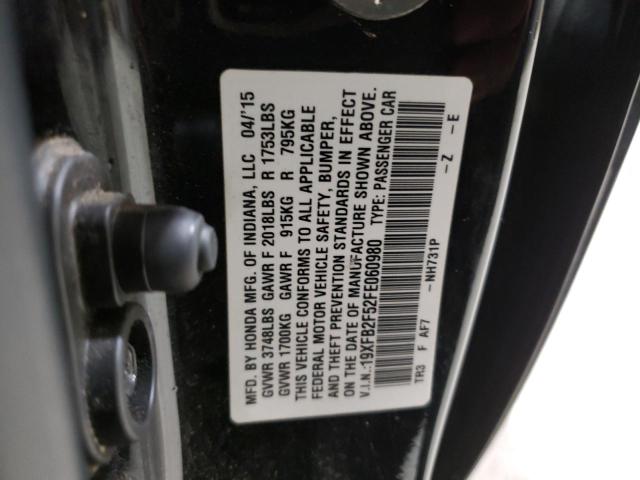 MFD. BY HONDA MFG. OF INDIANA, LLC 04/'15
GVWR 3748LBS GAWR F 2018LBS R 1753LBS
GVWR 1700KG GAWR F 915KG R 795KG
THIS VEHICLE CONFORMS TO ALL APPLICABLE
FEDERAL MOTOR VEHICLE SAFETY, BUMPER,
AND THEFT PREVENTION STANDARDS IN EFFECT
ON THE DATE OF MANUFACTURE SHOWN ABOVE.
V.I.N.:19XFB2F52FE060980 TYPE: PASSENGER CAR
-NH731P -Z -E
TR3 F AF7